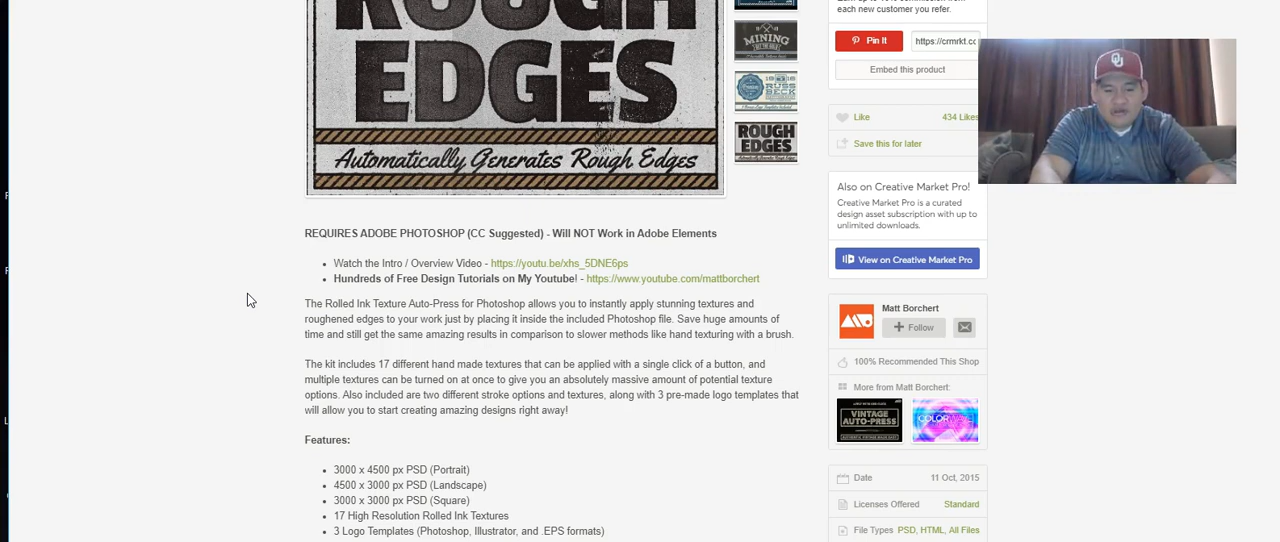 ROUGH
EDGES
Automatically Generates Rough Edges
MINING
RUSS
BECK
ROUGH
EDGES
each new customer you refer.
Pin It
https://crmrkt.cc
Embed this product
Like
434 Likes
Save this for later
OU
Also on Creative Market Pro!
Creative Market Pro is a curated
design asset subscription with up to
unlimited downloads.
View on Creative Market Pro
REQUIRES ADOBE PHOTOSHOP (CC Suggested) - Will NOT Work in Adobe Elements
Watch the Intro / Overview Video - https://youtu.be/xhs_5DNE6ps
Hundreds of Free Design Tutorials on My Youtube! - https://www.youtube.com/mattborchert
The Rolled Ink Texture Auto-Press for Photoshop allows you to instantly apply stunning textures and
roughened edges to your work just by placing it inside the included Photoshop file. Save huge amounts of
time and still get the same amazing results in comparison to slower methods like hand texturing with a brush.
The kit includes 17 different hand made textures that can be applied with a single click of a button, and
multiple textures can be turned on at once to give you an absolutely massive amount of potential texture
options. Also included are two different stroke options and textures, along with 3 pre-made logo templates that
will allow you to start creating amazing designs right away!
Features:
3000 x 4500 px PSD (Portrait)
4500 x 3000 px PSD (Landscape)
3000 x 3000 px PSD (Square)
17 High Resolution Rolled Ink Textures
3 Logo Templates (Photoshop, Illustrator, and .EPS formats)
Matt Borchert
+ Follow
100% Recommended This Shop
More from Matt Borchert:
VINTAGE
AUTO-PRESS
COLOR
Date
11 Oct, 2015
Licenses Offered
Standard
File Types
PSD, HTML, All Files